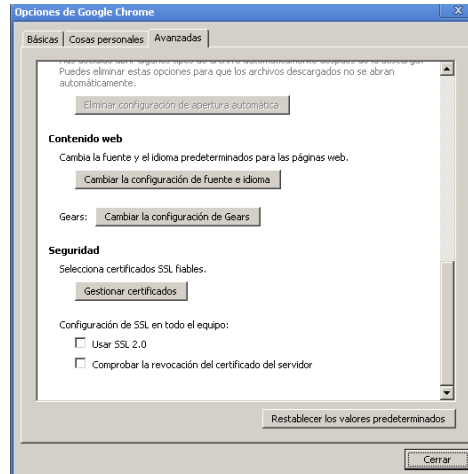 Opciones de Google Chrome
Básicas
Cosas personales
Avanzadas
Puedes eliminar estas opciones para que los archivos descargados no se abran
automáticamente.
Eliminar configuración de apertura automática
Contenido web
Cambia la fuente y el idioma predeterminados para las páginas web.
Cambiar la configuración de fuente e idioma
Gears: Cambiar la configuración de Gears
Seguridad
Selecciona certificados SSL fiables.
Gestionar certificados
Configuración de SSL en todo el equipo:
Usar SSL 2.0
Comprobar la revocación del certificado del servidor
Restablecer los valores predeterminados
Cerrar